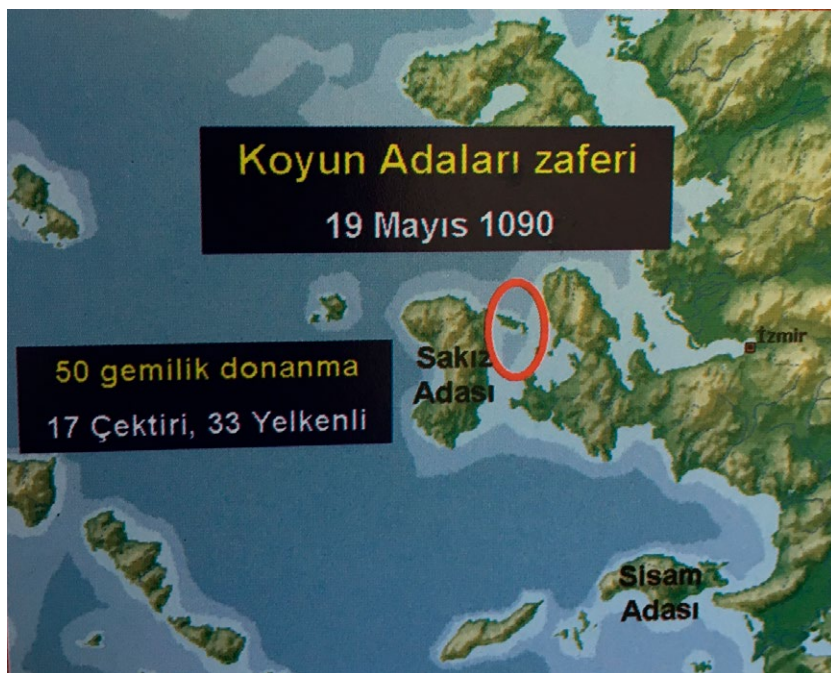 Koyun Adaları zaferi
19 Mayıs 1090
İzmir
50 gemilik donanma
17 Çektiri, 33 Yelkenli
Sakız
Adası
Sisam
Adası